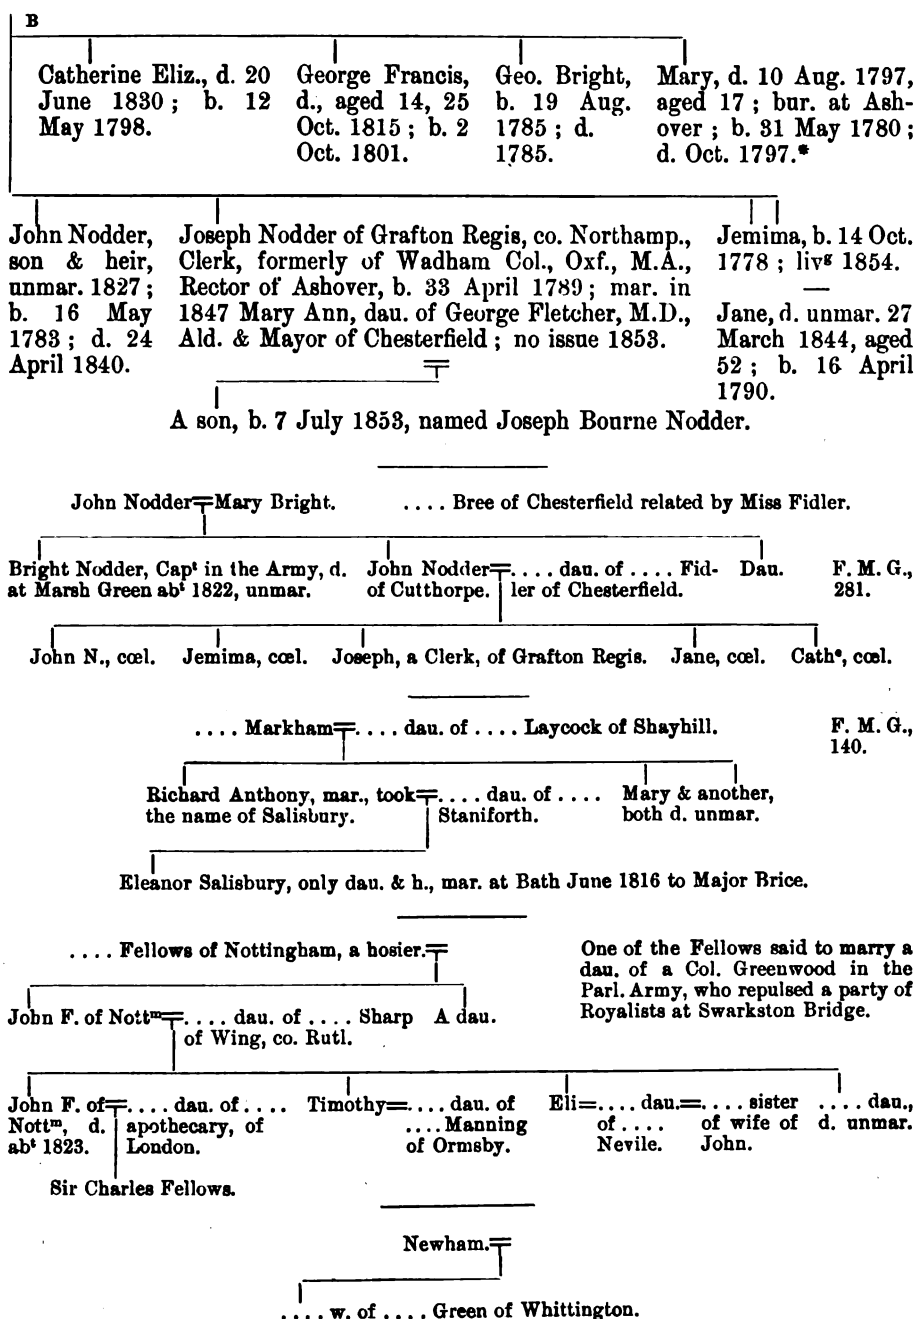 B
Catherine Eliz., d. 20
June 1830 ; b. 12
May 1798.
George Francis,
d., aged 14, 25
Oct. 1815 ; b. 2
Oct. 1801.
Geo. Bright,
b. 19 Aug.
1785 ; d.
1785.
Mary, d. 10 Aug. 1797,
aged 17 ; bur. at Ash-
over ; b. 31 May 1780 ;
d. Oct. 1797.*
John Nodder,
son & heir,
unmar. 1827 ;
b. 16 May
1783 ; d. 24
April 1840.
Joseph Nodder of Grafton Regis, co. Northamp.,
Clerk, formerly of Wadham Col., Oxf., M.A.,
Rector of Ashover, b. 33 April 1789 ; mar. in
1847 Mary Ann, dau. of George Fletcher, M.D.,
Ald. & Mayor of Chesterfield ; no issue 1853.
Jemima, b. 14 Oct.
1778 ; livᵍ 1854.
—
Jane, d. unmar. 27
March 1844, aged
52 ; b. 16 April
1790.
A son, b. 7 July 1853, named Joseph Bourne Nodder.
John Nodder=Mary Bright.
.... Bree of Chesterfield related by Miss Fidler.
Bright Nodder, Capᵗ in the Army, d.
at Marsh Green abᵗ 1822, unmar.
John Nodder=.... dau. of .... Fid-
of Cutthorpe. ler of Chesterfield.
Dau.
F. M. G.,
281.
John N., cœl. Jemima, cœl. Joseph, a Clerk, of Grafton Regis. Jane, cœl. Cathᵉ, cœl.
.... Markham=.... dau. of .... Laycock of Shayhill.
F. M. G.,
140.
Richard Anthony, mar., took=.... dau. of ....
the name of Salisbury. Staniforth.
Mary & another,
both d. unmar.
Eleanor Salisbury, only dau. & h., mar. at Bath June 1816 to Major Brice.
.... Fellows of Nottingham, a hosier.=
One of the Fellows said to marry a
dau. of a Col. Greenwood in the
Parl. Army, who repulsed a party of
Royalists at Swarkston Bridge.
John F. of Nottᵐ=.... dau. of .... Sharp
of Wing, co. Rutl.
A dau.
John F. of=.... dau. of ....
Nottᵐ, d. apothecary, of
abᵗ 1823. London.
Timothy=.... dau. of
.... Manning
of Ormsby.
Eli=.... dau.=.... sister
of .... of wife of
Nevile. John.
.... dau.,
d. unmar.
Sir Charles Fellows.
Newham.=
.... w. of .... Green of Whittington.